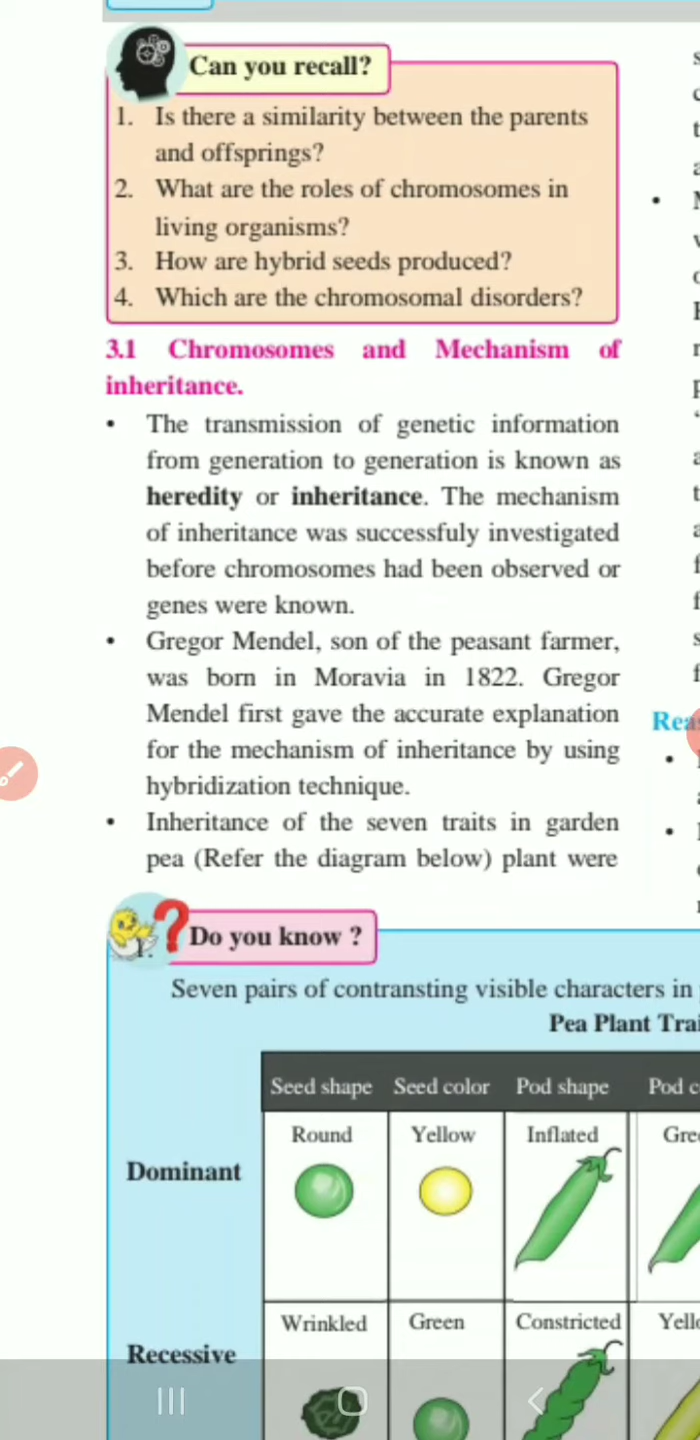 Can you recall?
1. Is there a similarity between the parents
and offsprings?
2. What are the roles of chromosomes in
living organisms?
3. How are hybrid seeds produced?
4. Which are the chromosomal disorders?
3.1 Chromosomes and Mechanism of
inheritance.
• The transmission of genetic information
from generation to generation is known as
heredity or inheritance. The mechanism
of inheritance was successfuly investigated
before chromosomes had been observed or
genes were known.
• Gregor Mendel, son of the peasant farmer,
was born in Moravia in 1822. Gregor
Mendel first gave the accurate explanation
for the mechanism of inheritance by using
hybridization technique.
• Inheritance of the seven traits in garden
pea (Refer the diagram below) plant were
Do you know ?
Seven pairs of contransting visible characters in
Pea Plant
Seed shape Seed color Pod shape Pod
Round Yellow Inflated
Dominant
Wrinkled Green Constricted
Recessive